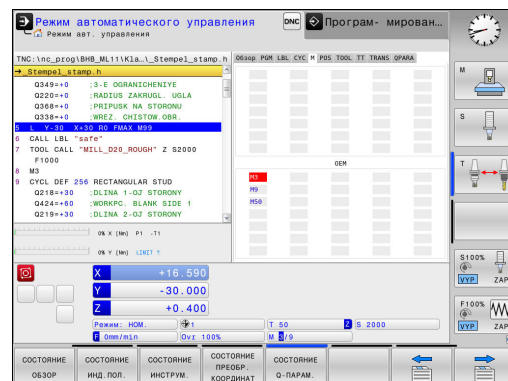 Режим автоматического управления
Режим авт. управления
DNC
Програм- мирован...
TNC:\nc_prog\BHB_ML11\Kla…\_Stempel_stamp.h
→_Stempel_stamp.h
Q349=+0 ;3-E OGRANICHENIYE
Q220=+0 ;RADIUS ZAKRUGL. UGLA
Q368=+0 ;PRIPUSK NA STORONU
Q338=+0 ;WREZ. CHISTOW.OBR.
5 L Y-30 X+30 R0 FMAX M99
6 CALL LBL "safe"
7 TOOL CALL "MILL_D20_ROUGH" Z S2000
F1000
8 M3
9 CYCL DEF 256 RECTANGULAR STUD
Q218=+30 ;DLINA 1-OJ STORONY
Q424=+60 ;WORKPC. BLANK SIDE 1
Q219=+30 ;DLINA 2-OJ STORONY
Обзор PGM LBL CYC M POS TOOL TT TRANS QPARA
OEM
M3
M9
M50
0% X [Nm] P1 -T1
0% Y [Nm] LIMIT 
X +16.590
Y -30.000
Z +0.400
Режим: НОМ. 1 T 50 Z S 2000
F 0mm/min Ovr 100% M 3/9
M
S
T
S100%
VYP ZAP
F100%
VYP ZAP
СОСТОЯНИЕ ОБЗОР
СОСТОЯНИЕ ИНД.ПОЛ.
СОСТОЯНИЕ ИНСТРУМ.
СОСТОЯНИЕ ПРЕОБР. КООРДИНАТ
СОСТОЯНИЕ Q-ПАРАМ.